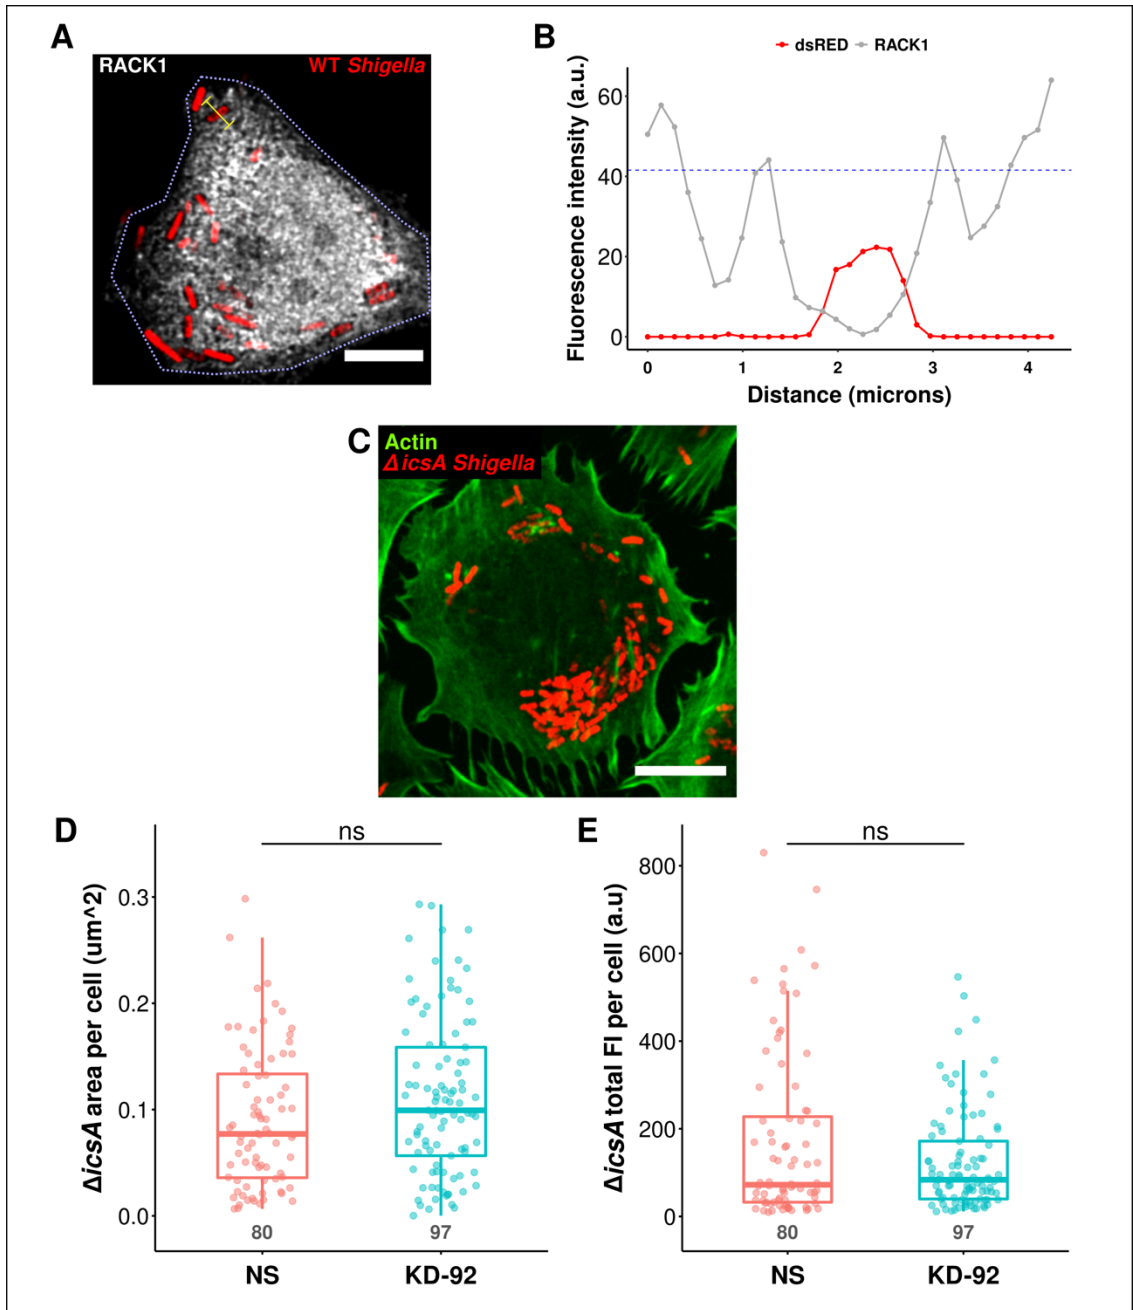 A
RACK1 WT Shigella
B
dsRED RACK1
Fluorescence intensity (a.u.)
60
40
20
0
0 1 2 3 4
Distance (microns)
C
Actin
ΔicsA Shigella
D
ns
ΔicsA area per cell (um^2)
0.3
0.2
0.1
0.0
80 97
NS KD-92
E
ns
ΔicsA total FI per cell (a.u)
800
600
400
200
0
80 97
NS KD-92